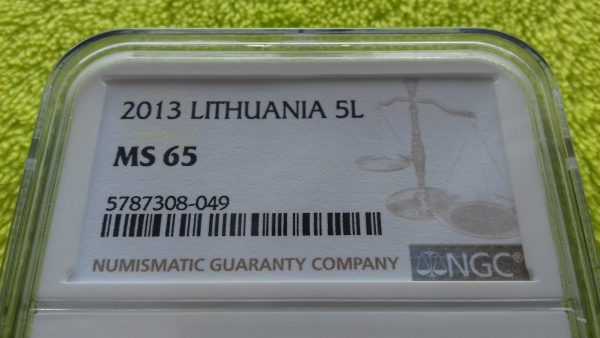 2013 LITHUANIA 5L
MS 65
5787308-049
NUMISMATIC GUARANTY COMPANY NGC®